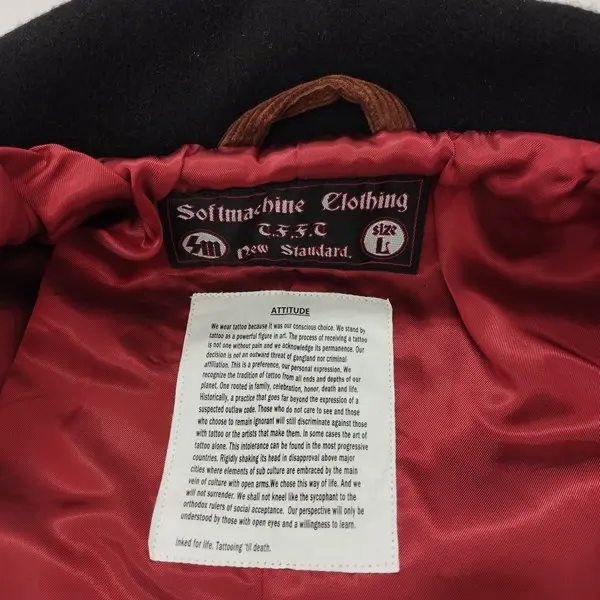 Softmachine Clothing
T.F.F.T
Sm New Standard. size L
ATTITUDE
We wear tattoo because it was our conscious choice. We stand by
tattoo as a powerful figure in art. The process of receiving a tattoo
is not one without pain and we acknowledge its permanence. Our
decision is not an outward threat of gangland nor criminal
affiliation. This is a preference, our personal expression. We
recognize the tradition of tattoo from all ends and depths of our
planet. One rooted in family, celebration, honor, death and life.
Historically, a practice that goes far beyond the expression of a
suspected outlaw code. Those who do not care to see and those
who choose to remain ignorant will still discriminate against those
with tattoo or the artists that make them. In some cases the art of
tattoo alone. This intolerance can be found in the most progressive
countries. Rigidly shaking its head in disapproval above major
cities where elements of sub culture are embraced by the main
vein of culture with open arms.We chose this way of life. And we
will not surrender. We shall not kneel like the sycophant to the
orthodox rulers of social acceptance. Our perspective will only be
understood by those with open eyes and a willingness to learn.
Inked for life. Tattooing 'til death.